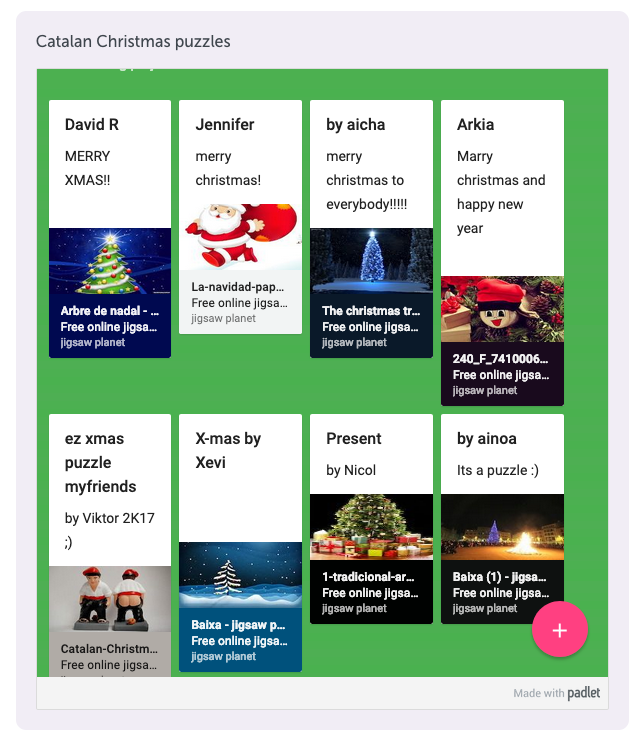 Catalan Christmas puzzles
David R
MERRY
XMAS!!
Arbre de nadal - ...
Free online jigsa...
jigsaw planet
Jennifer
merry
christmas!
La-navidad-pap...
Free online jigsa...
jigsaw planet
by aicha
merry
christmas to
everybody!!!!!
The christmas tr...
Free online jigsa...
jigsaw planet
Arkia
Marry
christmas and
happy new
year
240_F_7410006...
Free online jigsa...
jigsaw planet
ez xmas
puzzle
myfriends
by Viktor 2K17
;)
Catalan-Christm...
Free online jigsa...
X-mas by
Xevi
Baixa - jigsaw p...
Free online jigsa...
jigsaw planet
Present
by Nicol
1-tradicional-ar...
Free online jigsa...
jigsaw planet
by ainoa
Its a puzzle :)
Baixa (1) - jigsa...
Free online jigsa...
jigsaw planet
+
Made with padlet